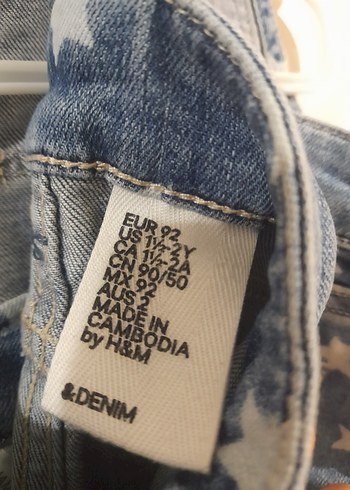 EUR 92
US 1½-2Y
CA 1½-2A
CN 90/50
MX 92
AUS 2
MADE IN
CAMBODIA
by H&M
&DENIM